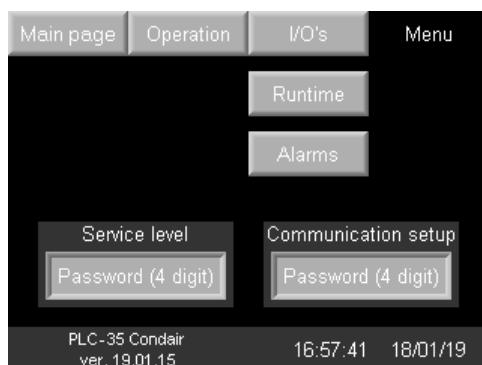 Main page Operation I/O's Menu
Runtime
Alarms
Service level Communication setup
Password (4 digit) Password (4 digit)
PLC-35 Condair
ver. 19.01.15 16:57:41 18/01/19